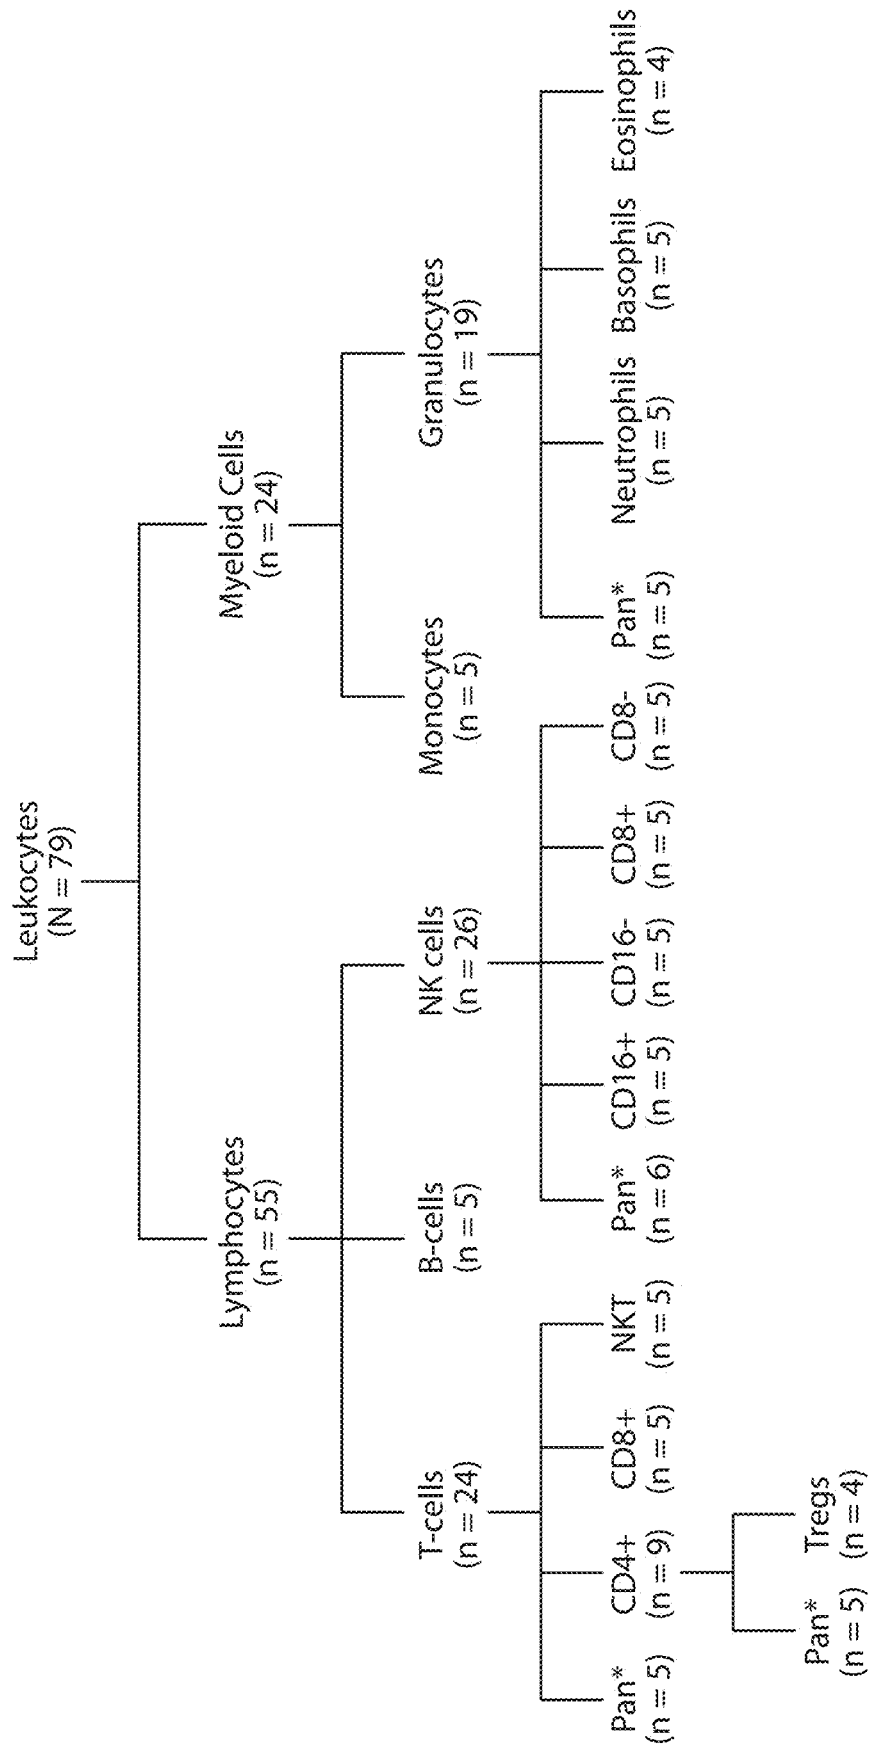 Leukocytes
(N = 79)
Lymphocytes
(n = 55)
Myeloid Cells
(n = 24)
T-cells
(n = 24)
B-cells
(n = 5)
NK cells
(n = 26)
Monocytes
(n = 5)
Granulocytes
(n = 19)
Pan*
(n = 5)
CD4+
(n = 9)
CD8+
(n = 5)
NKT
(n = 5)
Pan*
(n = 6)
CD16+
(n = 5)
CD16-
(n = 5)
CD8+
(n = 5)
CD8-
(n = 5)
Pan*
(n = 5)
Neutrophils
(n = 5)
Basophils
(n = 5)
Eosinophils
(n = 4)
Pan*
(n = 5)
Tregs
(n = 4)